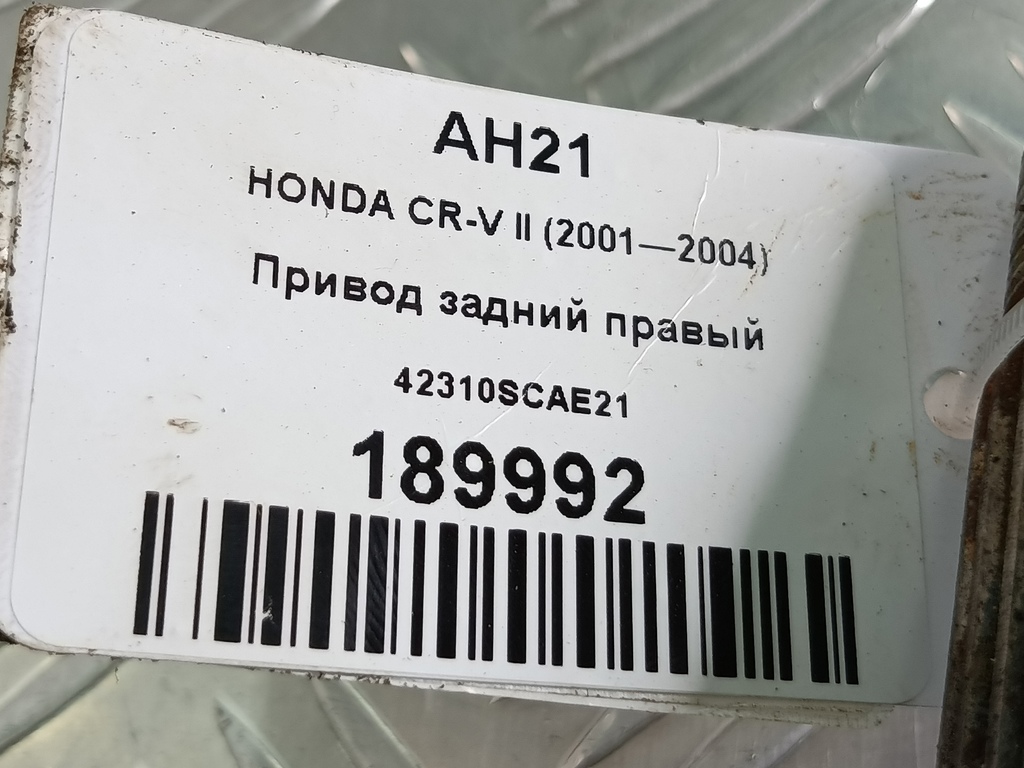 AH21
HONDA CR-V II (2001—2004)
Привод задний правый
42310SCAE21
189992